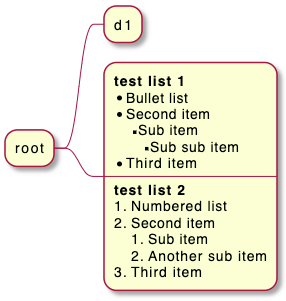 d1
root
test list 1
• Bullet list
• Second item
▪ Sub item
▪ Sub sub item
• Third item
test list 2
1. Numbered list
2. Second item
1. Sub item
2. Another sub item
3. Third item